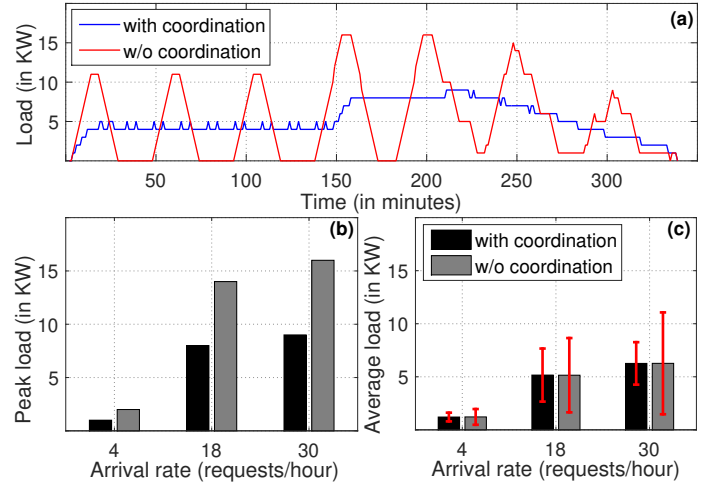 (a)
with coordination
w/o coordination
Load (in KW)
15
10
5
50 100 150 200 250 300
Time (in minutes)
(b)
Peak load (in KW)
15
10
5
4 18 30
Arrival rate (requests/hour)
(c)
with coordination
w/o coordination
Average load (in KW)
15
10
5
4 18 30
Arrival rate (requests/hour)